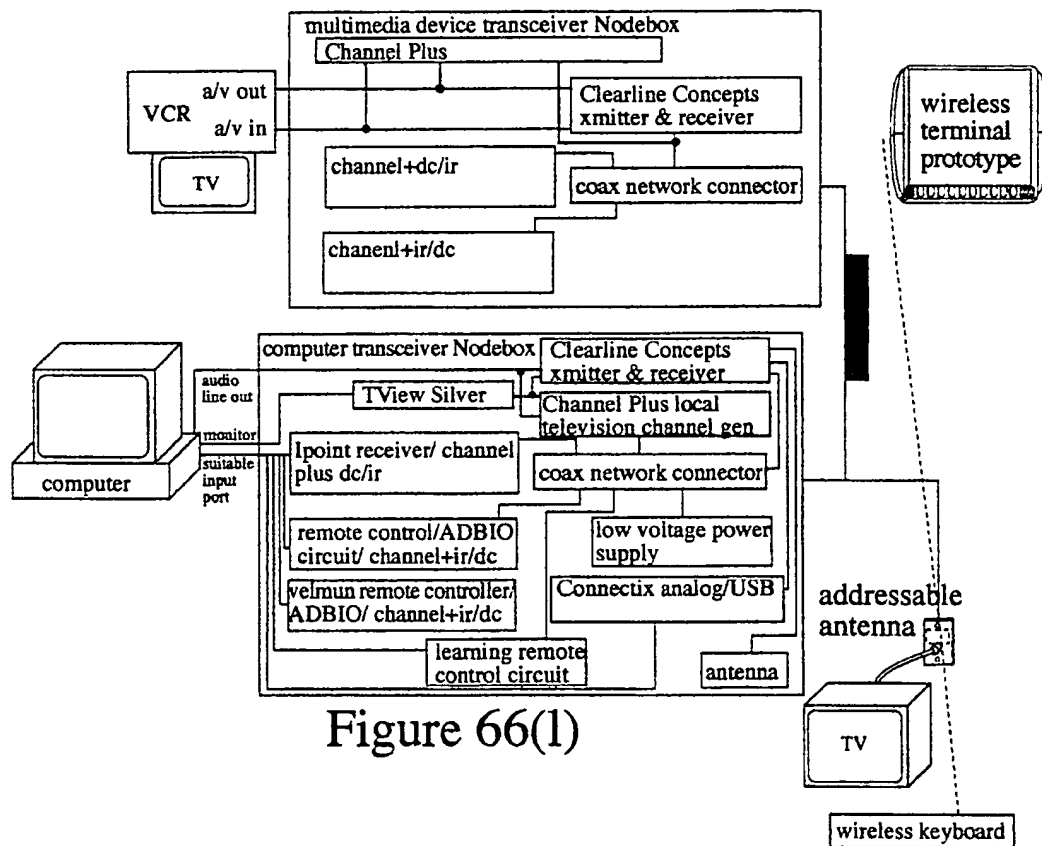 multimedia device transceiver Nodebox
Channel Plus
a/v out
VCR
a/v in
TV
Clearline Concepts
xmitter & receiver
channel+dc/ir
coax network connector
chanenl+ir/dc
wireless
terminal
prototype
computer transceiver Nodebox
Clearline Concepts
xmitter & receiver
audio
line out
TView Silver
Channel Plus local
television channel gen
monitor
suitable
input
port
computer
Ipoint receiver/ channel
plus dc/ir
coax network connector
remote control/ADBIO
circuit/ channel+ir/dc
low voltage power
supply
velmun remote controller/
ADBIO/ channel+ir/dc
Connectix analog/USB
learning remote
control circuit
antenna
addressable
antenna
TV
wireless keyboard
Figure 66(l)